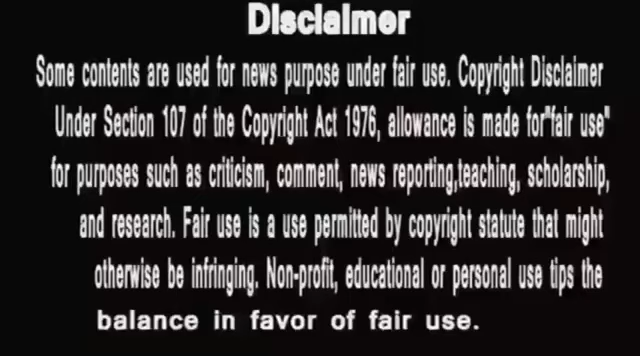 Disclaimer
Some contents are used for news purpose under fair use. Copyright Disclaimer
Under Section 107 of the Copyright Act 1976, allowance is made for"fair use"
for purposes such as criticism, comment, news reporting,teaching, scholarship,
and research. Fair use is a use permitted by copyright statute that might
otherwise be infringing. Non-profit, educational or personal use tips the
balance in favor of fair use.